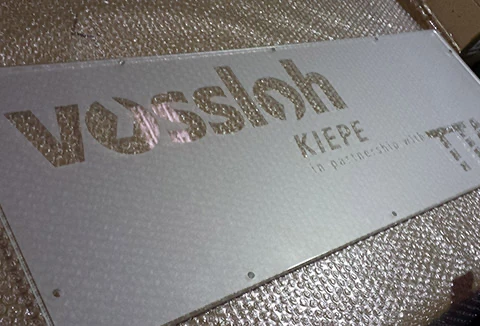 vossloh
KIEPE
in partnership with